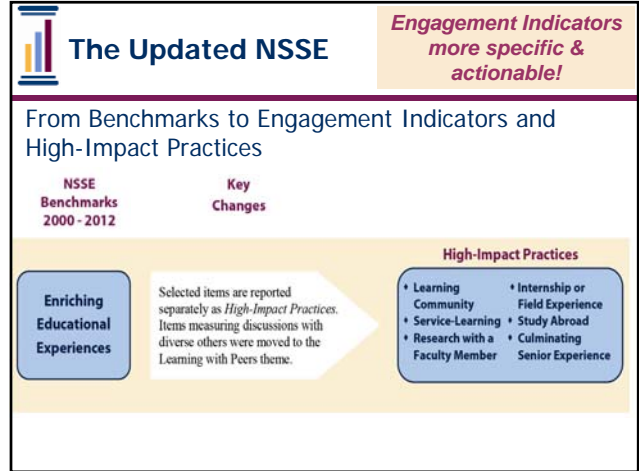 The Updated NSSE
Engagement Indicators
more specific &
actionable!
From Benchmarks to Engagement Indicators and
High-Impact Practices
NSSE
Benchmarks
2000 - 2012
Key
Changes
Enriching
Educational
Experiences
Selected items are reported
separately as High-Impact Practices.
Items measuring discussions with
diverse others were moved to the
Learning with Peers theme.
High-Impact Practices
• Learning
Community
• Service-Learning
• Research with a
Faculty Member
• Internship or
Field Experience
• Study Abroad
• Culminating
Senior Experience